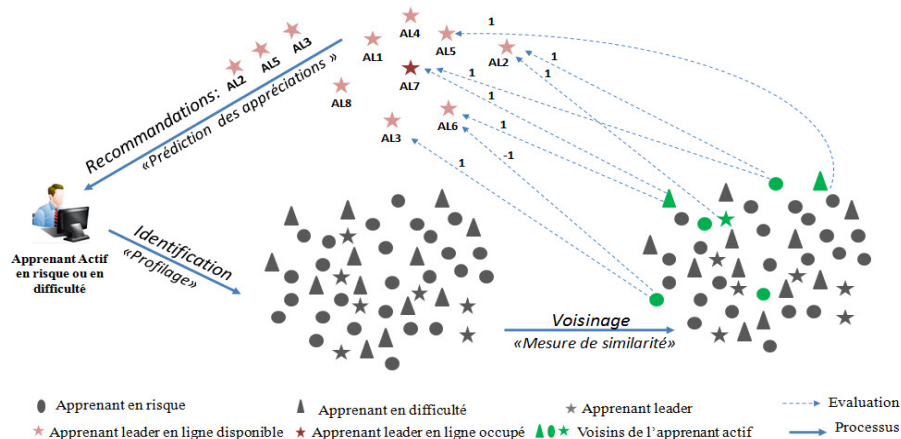 AL4
1
AL3
AL5
AL2
AL1
AL5
AL2
1
1
Recommandations:
«Prédiction des appréciations »
AL7
1
AL8
1
AL3
AL6
1
-1
1
Apprenant Actif
en risque ou en
difficulté
Identification
«Profilage»
Voisinage
«Mesure de similarité»
Apprenant en risque
Apprenant en difficulté
Apprenant leader
Evaluation
Apprenant leader en ligne disponible
Apprenant leader en ligne occupé
Voisins de l’apprenant actif
Processus